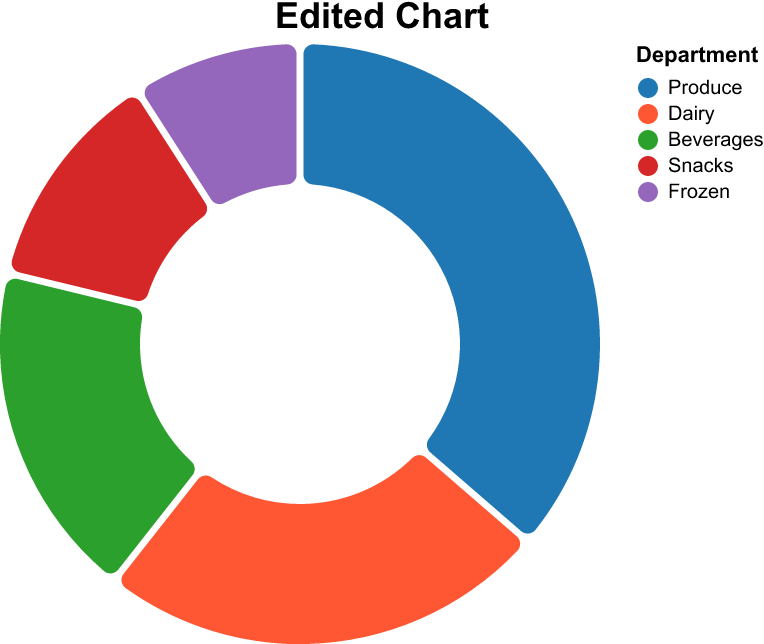 Edited Chart
Department
Produce
Dairy
Beverages
Snacks
Frozen